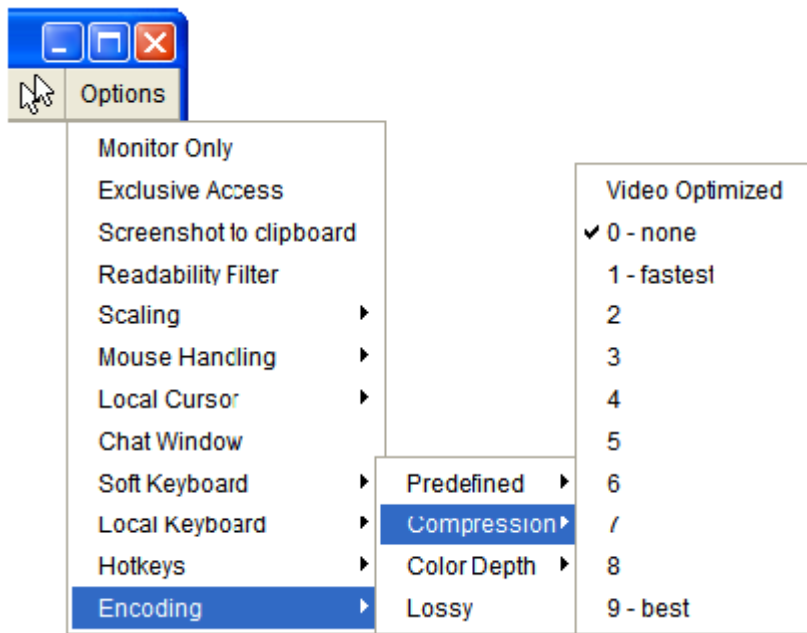 Options
Monitor Only
Exclusive Access
Screenshot to clipboard
Readability Filter
Scaling
Mouse Handling
Local Cursor
Chat Window
Soft Keyboard
Local Keyboard
Hotkeys
Encoding
Predefined
Compression
Color Depth
Lossy
Video Optimized
0 - none
1 - fastest
2
3
4
5
6
7
8
9 - best